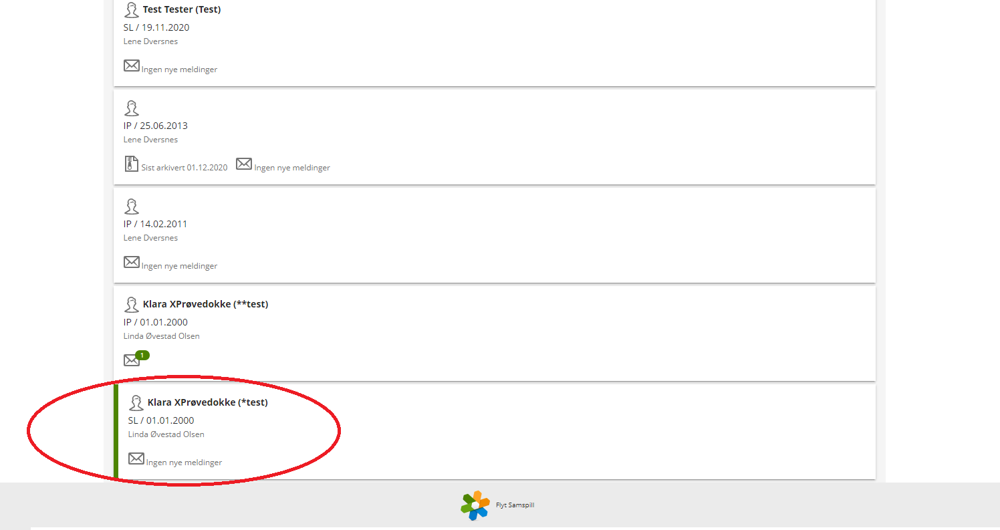 Test Tester (Test)
SL / 19.11.2020
Lene Dversnes
Ingen nye meldinger
IP / 25.06.2013
Lene Dversnes
Sist arkivert 01.12.2020 Ingen nye meldinger
IP / 14.02.2011
Lene Dversnes
Ingen nye meldinger
Klara XPrøvedokke (**test)
IP / 01.01.2000
Linda Øvestad Olsen
1
Klara XPrøvedokke (*test)
SL / 01.01.2000
Linda Øvestad Olsen
Ingen nye meldinger
Flyt Samspill